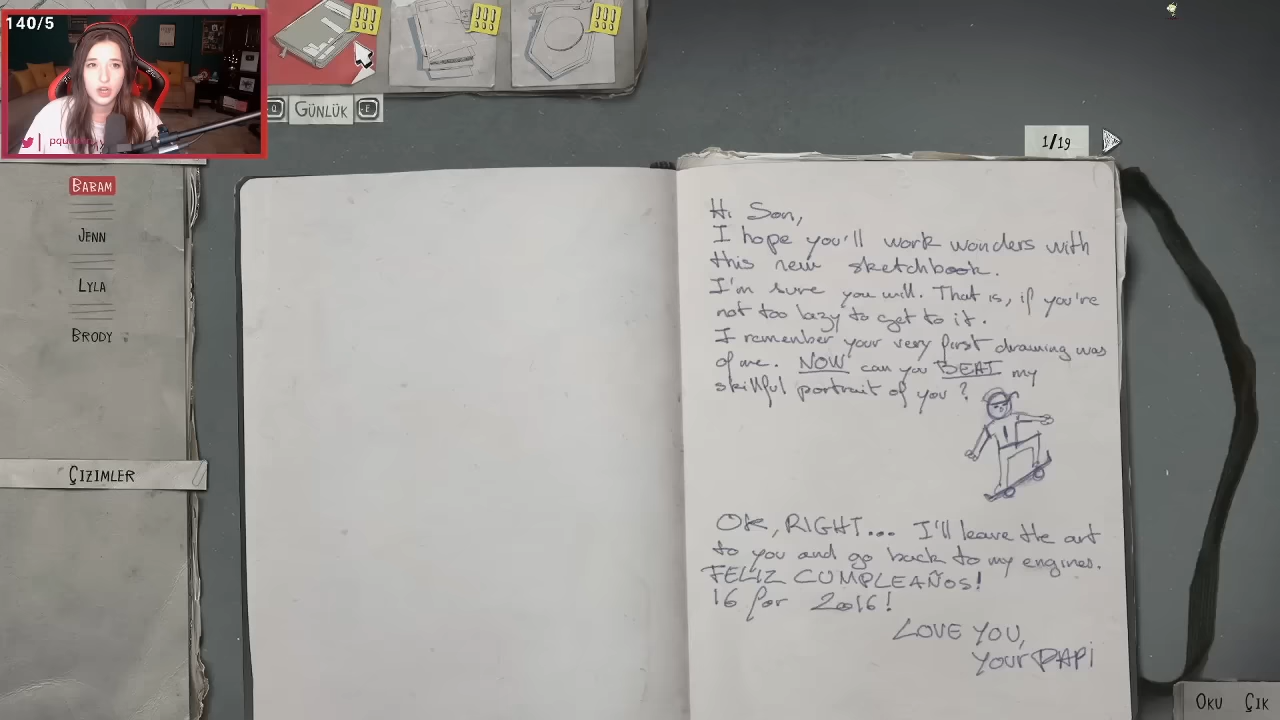 140/5
GÜNLÜK
Q
E
1/19
BABAM
JENN
LYLA
BRODY
ÇIZIMLER
Hi Son,
I hope you'll work wonders with
this new sketchbook.
I'm sure you will. That is, if you're
not too lazy to get to it.
I remember your very first drawing was
of me. NOW can you BEAT my
skillful portrait of you?
OK, RIGHT... I'll leave the art
to you and go back to my engines.
FELIZ CUMPLEAÑOS!
16 for 2016!
LOVE YOU,
your PAPI
OKU ÇIK